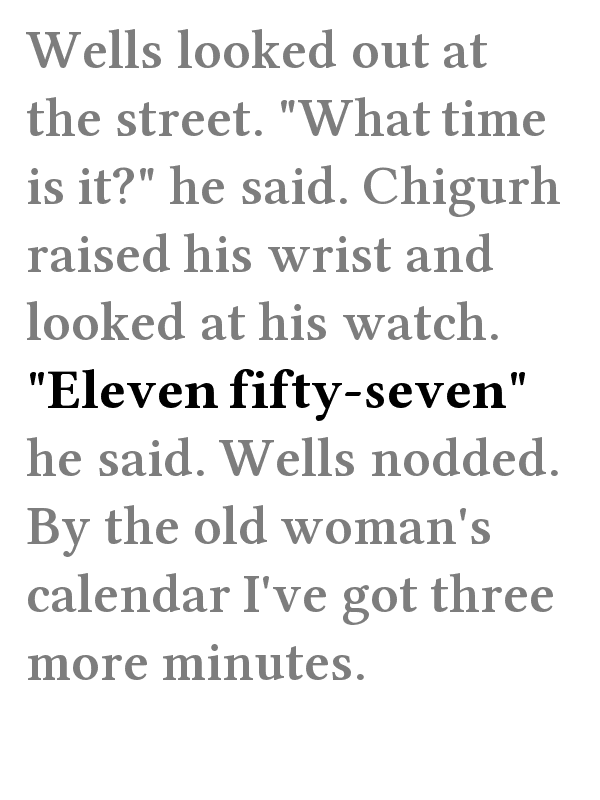 Wells looked out at
the street. "What time
is it?" he said. Chigurh
raised his wrist and
looked at his watch.
"Eleven fifty-seven"
he said. Wells nodded.
By the old woman's
calendar I've got three
more minutes.